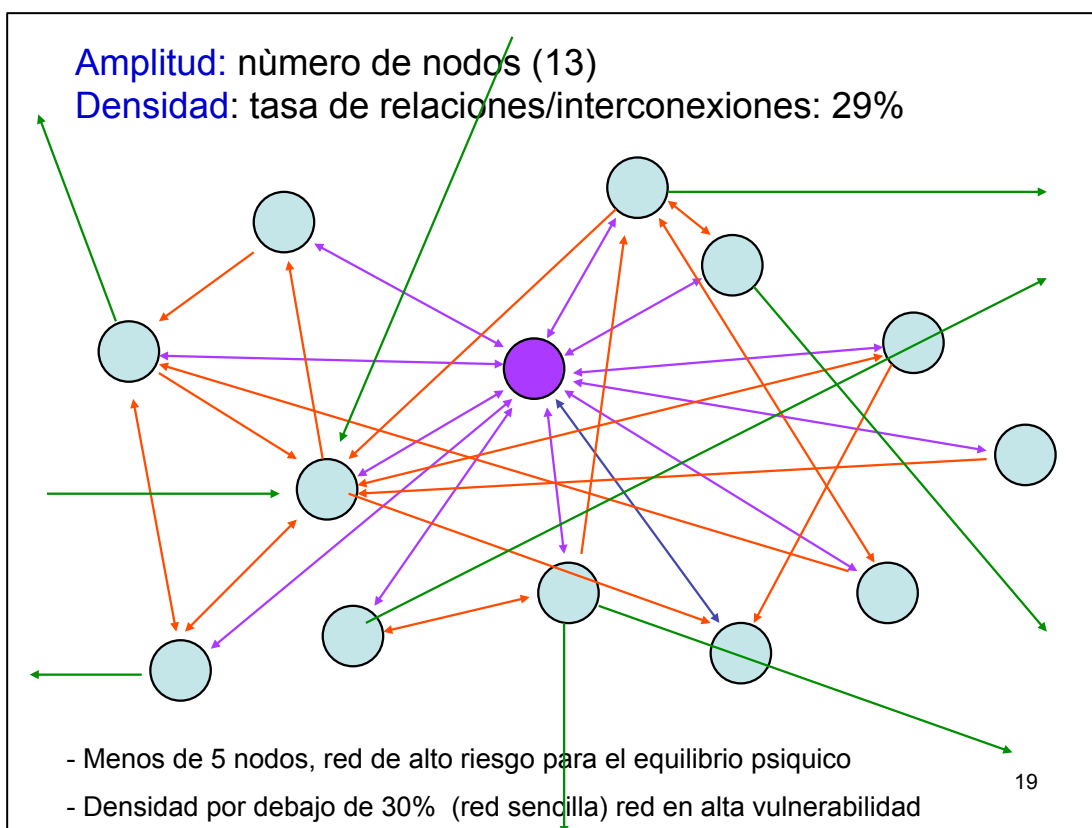 Amplitud: nùmero de nodos (13)
Densidad: tasa de relaciones/interconexiones: 29%
- Menos de 5 nodos, red de alto riesgo para el equilibrio psiquico
19
- Densidad por debajo de 30% (red sencilla) red en alta vulnerabilidad